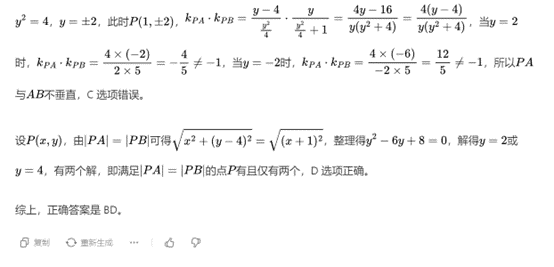 $y^2=4$，$y=\pm2$，此时$P(1,\pm2)$，$k_{PA}\cdot k_{PB}=\frac{y-4}{\frac{y^2}{4}}\cdot\frac{y}{\frac{y^2}{4}+1}=\frac{4y-16}{y(y^2+4)}=\frac{4(y-4)}{y(y^2+4)}$，当$y=2$
时，$k_{PA}\cdot k_{PB}=\frac{4\times(-2)}{2\times5}=-\frac{4}{5}\neq-1$，当$y=-2$时，$k_{PA}\cdot k_{PB}=\frac{4\times(-6)}{-2\times5}=\frac{12}{5}\neq-1$，所以$PA$
与$AB$不垂直，C 选项错误。
设$P(x,y)$，由$|PA|=|PB|$可得$\sqrt{x^2+(y-4)^2}=\sqrt{(x+1)^2}$，整理得$y^2-6y+8=0$，解得$y=2$或
$y=4$，有两个解，即满足$|PA|=|PB|$的点$P$有且仅有两个，D 选项正确。
综上，正确答案是 BD。
复制 重新生成 ···